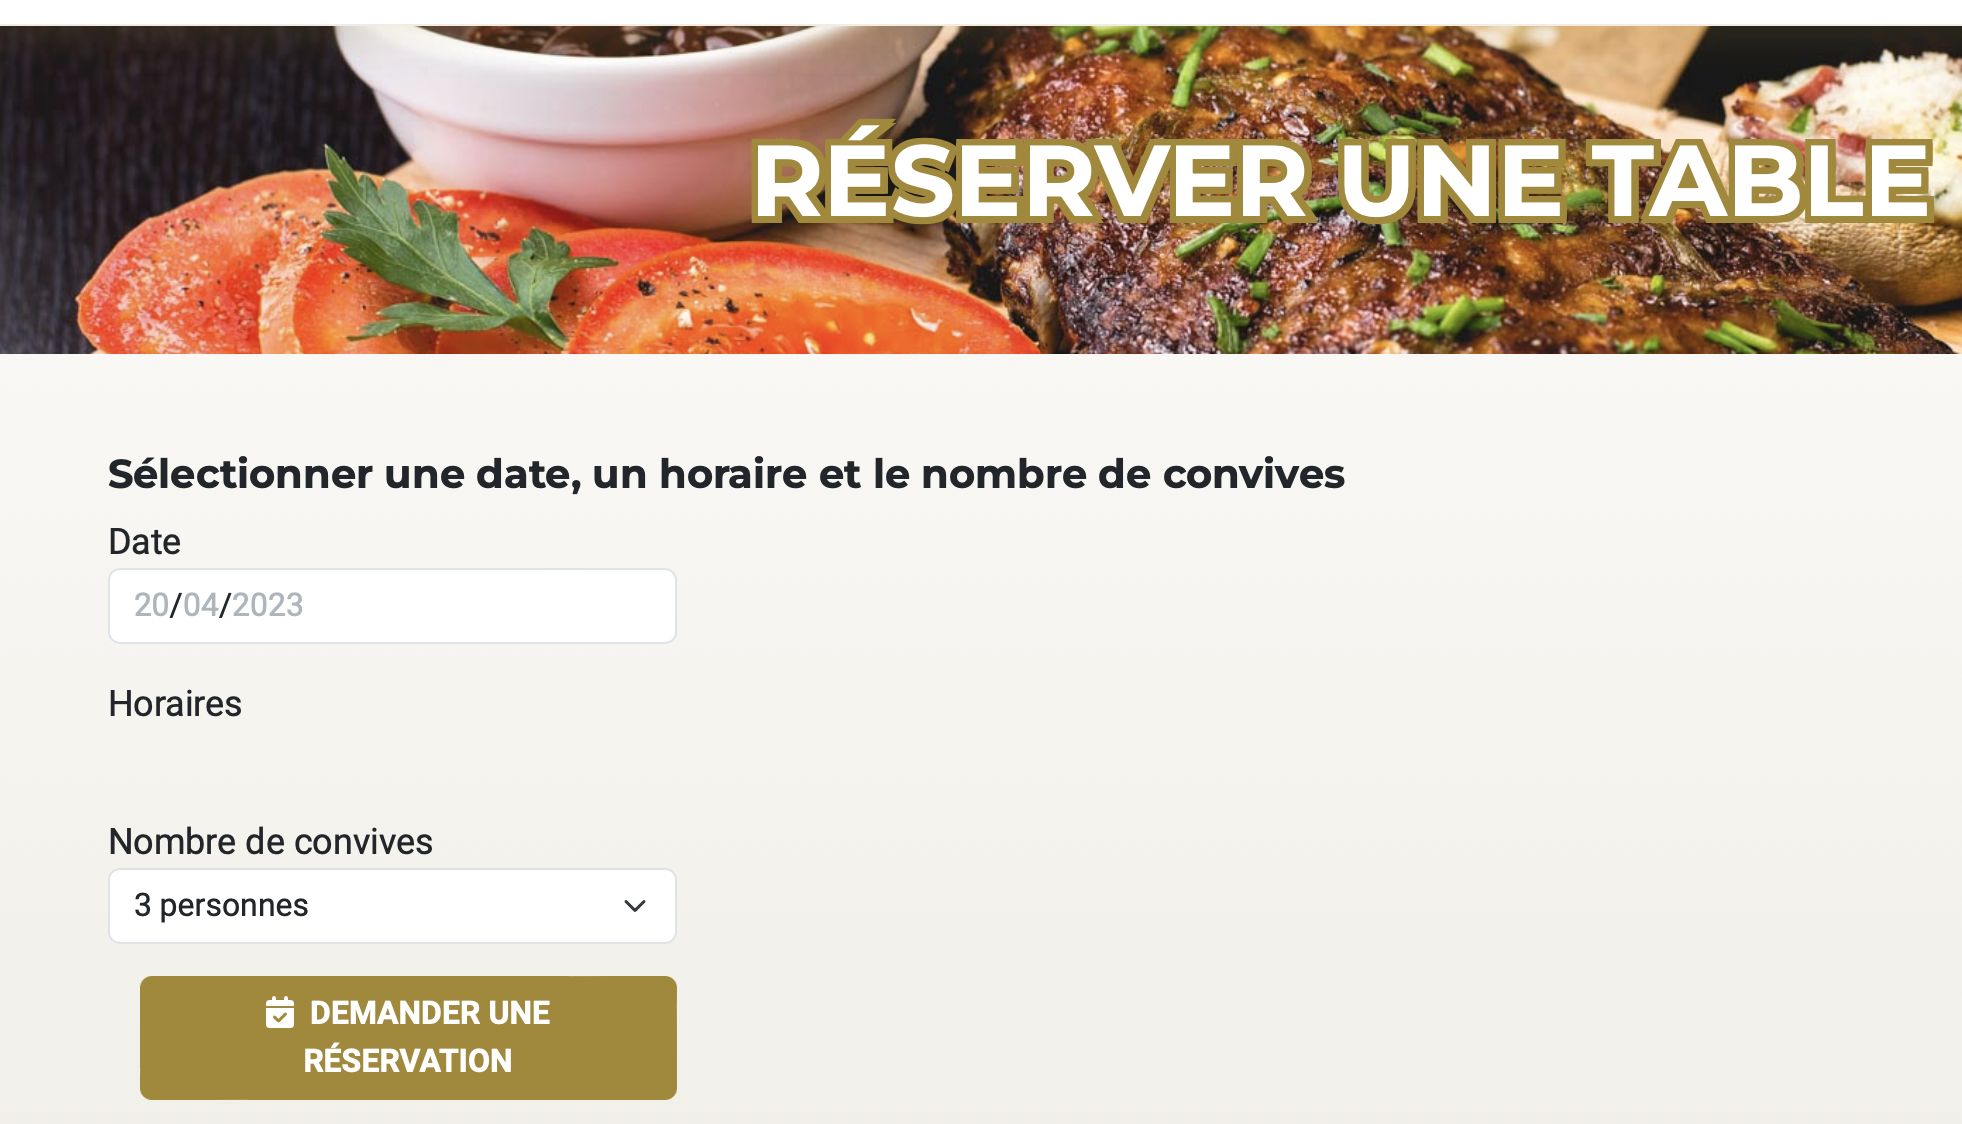 RÉSERVER UNE TABLE
Sélectionner une date, un horaire et le nombre de convives
Date
20/04/2023
Horaires
Nombre de convives
3 personnes
DEMANDER UNE
RÉSERVATION